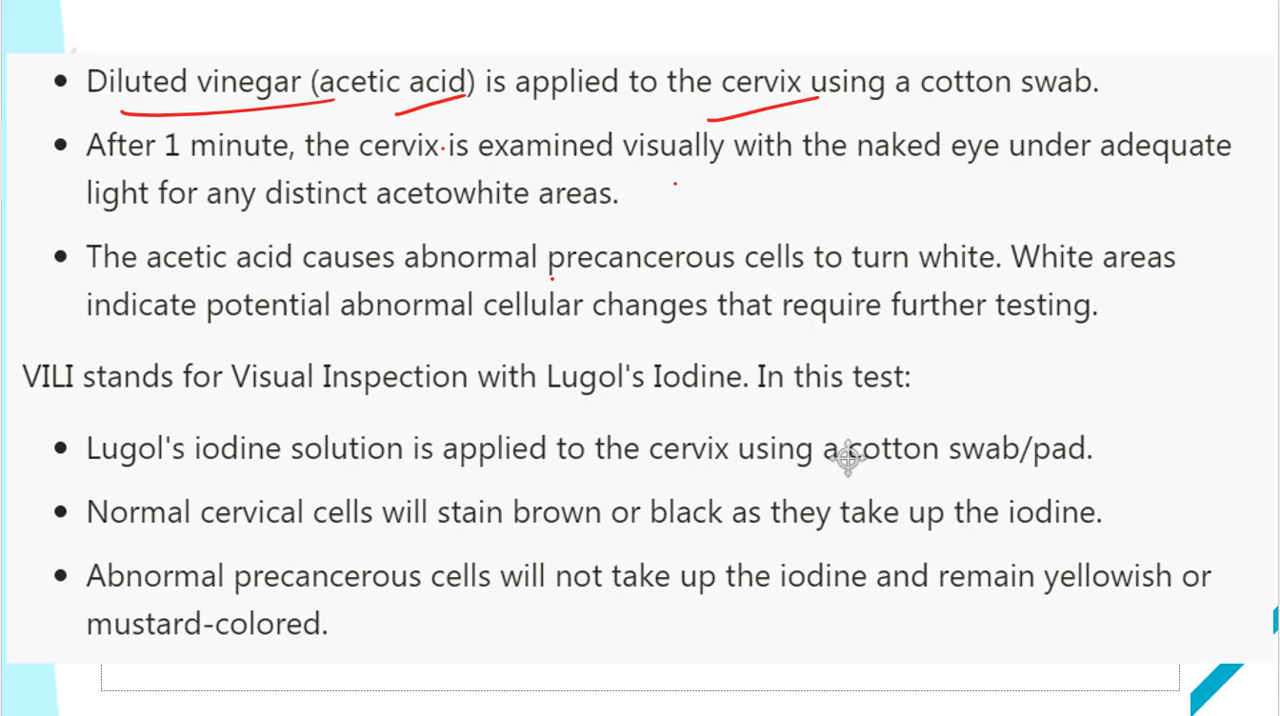 • Diluted vinegar (acetic acid) is applied to the cervix using a cotton swab.
• After 1 minute, the cervix is examined visually with the naked eye under adequate
light for any distinct acetowhite areas.
• The acetic acid causes abnormal precancerous cells to turn white. White areas
indicate potential abnormal cellular changes that require further testing.
VILI stands for Visual Inspection with Lugol's Iodine. In this test:
• Lugol's iodine solution is applied to the cervix using a cotton swab/pad.
• Normal cervical cells will stain brown or black as they take up the iodine.
• Abnormal precancerous cells will not take up the iodine and remain yellowish or
mustard-colored.